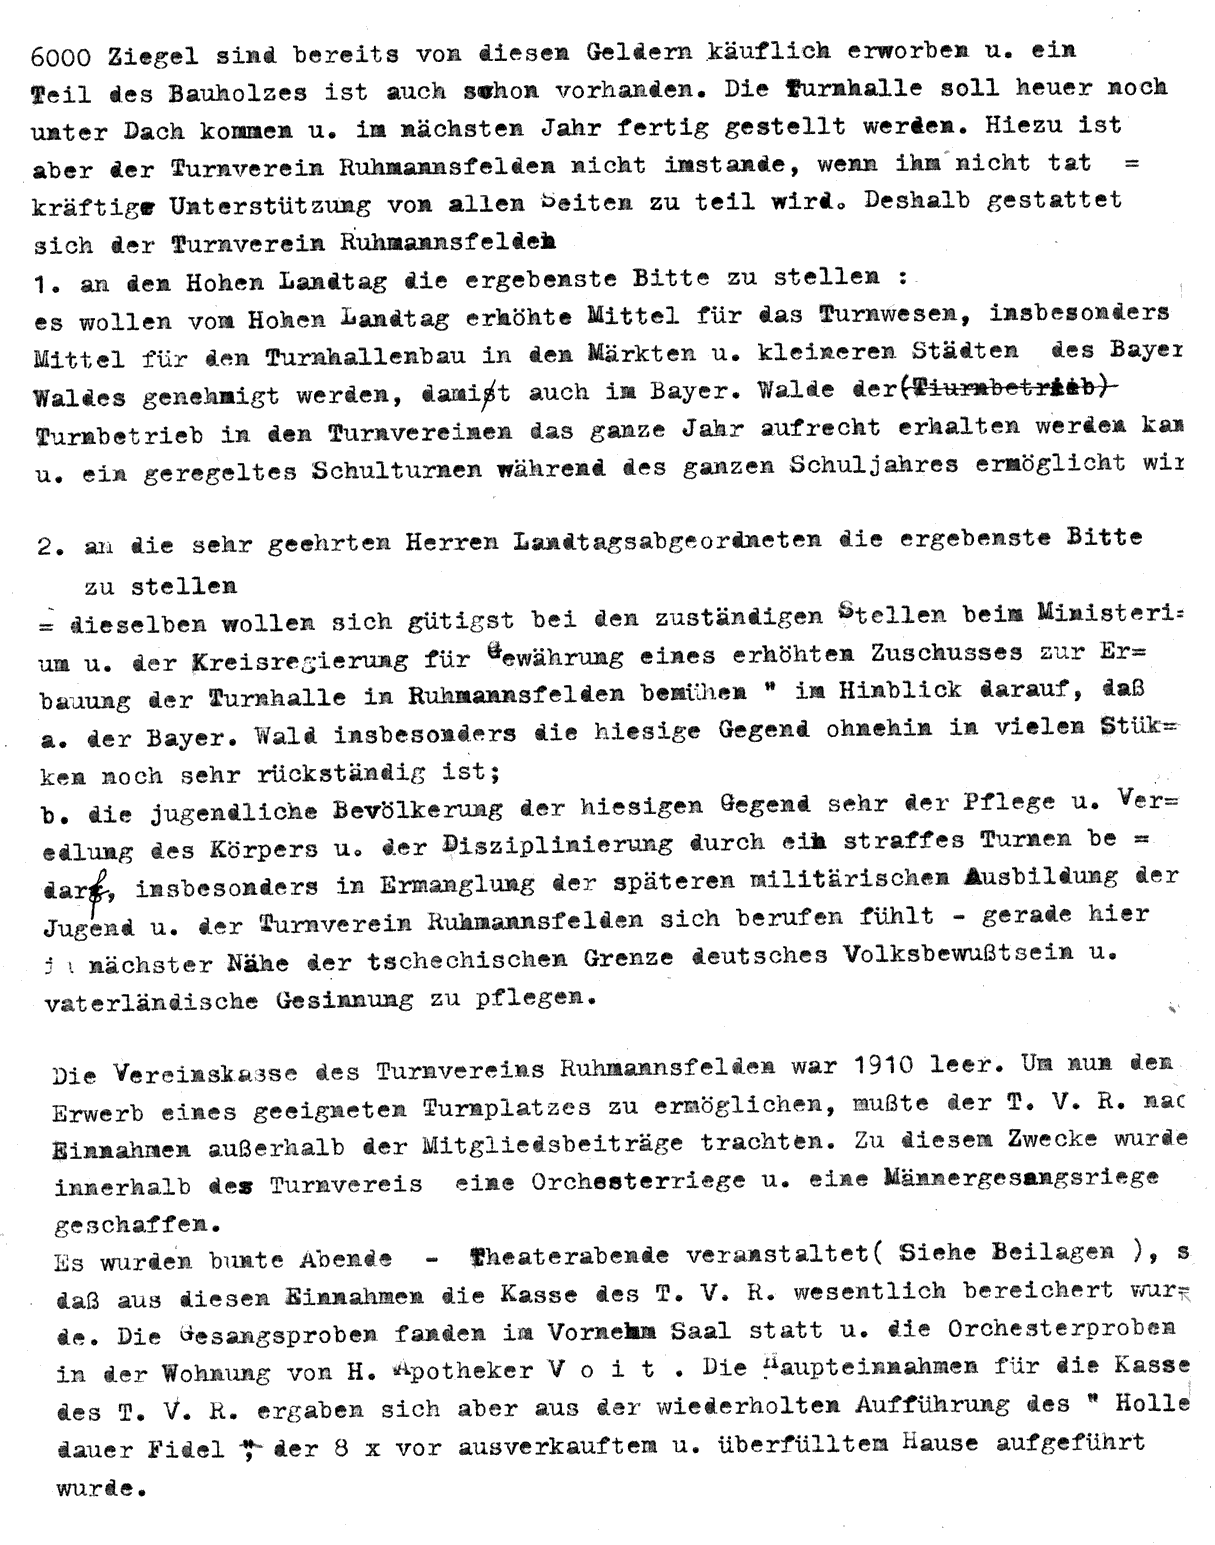 6000 Ziegel sind bereits von diesen Geldern käuflich erworben u. ein
Teil des Bauholzes ist auch schon vorhanden. Die Turnhalle soll heuer noch
unter Dach kommen u. im nächsten Jahr fertig gestellt werden. Hiezu ist
aber der Turnverein Ruhmannsfelden nicht imstande, wenn ihm nicht tat =
kräftige Unterstützung von allen Seiten zu teil wird. Deshalb gestattet
sich der Turnverein Ruhmannsfelden
1. an den Hohen Landtag die ergebenste Bitte zu stellen :
es wollen vom Hohen Landtag erhöhte Mittel für das Turnwesen, insbesonders
Mittel für den Turnhallenbau in den Märkten u. kleineren Städten des Bayer
Waldes genehmigt werden, damit auch im Bayer. Walde der (Tiurnbetrieb)
Turnbetrieb in den Turnvereinen das ganze Jahr aufrecht erhalten werden kan
u. ein geregeltes Schulturnen während des ganzen Schuljahres ermöglicht wir
2. an die sehr geehrten Herren Landtagsabgeordneten die ergebenste Bitte
zu stellen
= dieselben wollen sich gütigst bei den zuständigen Stellen beim Ministeri=
um u. der Kreisregierung für Gewährung eines erhöhten Zuschusses zur Er=
bauung der Turnhalle in Ruhmannsfelden bemühen " im Hinblick darauf, daß
a. der Bayer. Wald insbesonders die hiesige Gegend ohnehin in vielen Stük=
ken noch sehr rückständig ist;
b. die jugendliche Bevölkerung der hiesigen Gegend sehr der Pflege u. Ver=
edlung des Körpers u. der Disziplinierung durch ein straffes Turnen be =
darf, insbesonders in Ermanglung der späteren militärischen Ausbildung der
Jugend u. der Turnverein Ruhmannsfelden sich berufen fühlt - gerade hier
in nächster Nähe der tschechischen Grenze deutsches Volksbewußtsein u.
vaterländische Gesinnung zu pflegen.
Die Vereinskasse des Turnvereins Ruhmannsfelden war 1910 leer. Um nun den
Erwerb eines geeigneten Turnplatzes zu ermöglichen, mußte der T. V. R. nac
Einnahmen außerhalb der Mitgliedsbeiträge trachten. Zu diesem Zwecke wurde
innerhalb des Turnvereis eine Orchesterriege u. eine Männergesangsriege
geschaffen.
Es wurden bunte Abende - Theaterabende veranstaltet( Siehe Beilagen ), s
daß aus diesen Einnahmen die Kasse des T. V. R. wesentlich bereichert wur=
de. Die Gesangsproben fanden im Vornehm Saal statt u. die Orchesterproben
in der Wohnung von H. Apotheker V o i t . Die Haupteinnahmen für die Kasse
des T. V. R. ergaben sich aber aus der wiederholten Aufführung des " Holle
dauer Fidel ", der 8 x vor ausverkauftem u. überfülltem Hause aufgeführt
wurde.